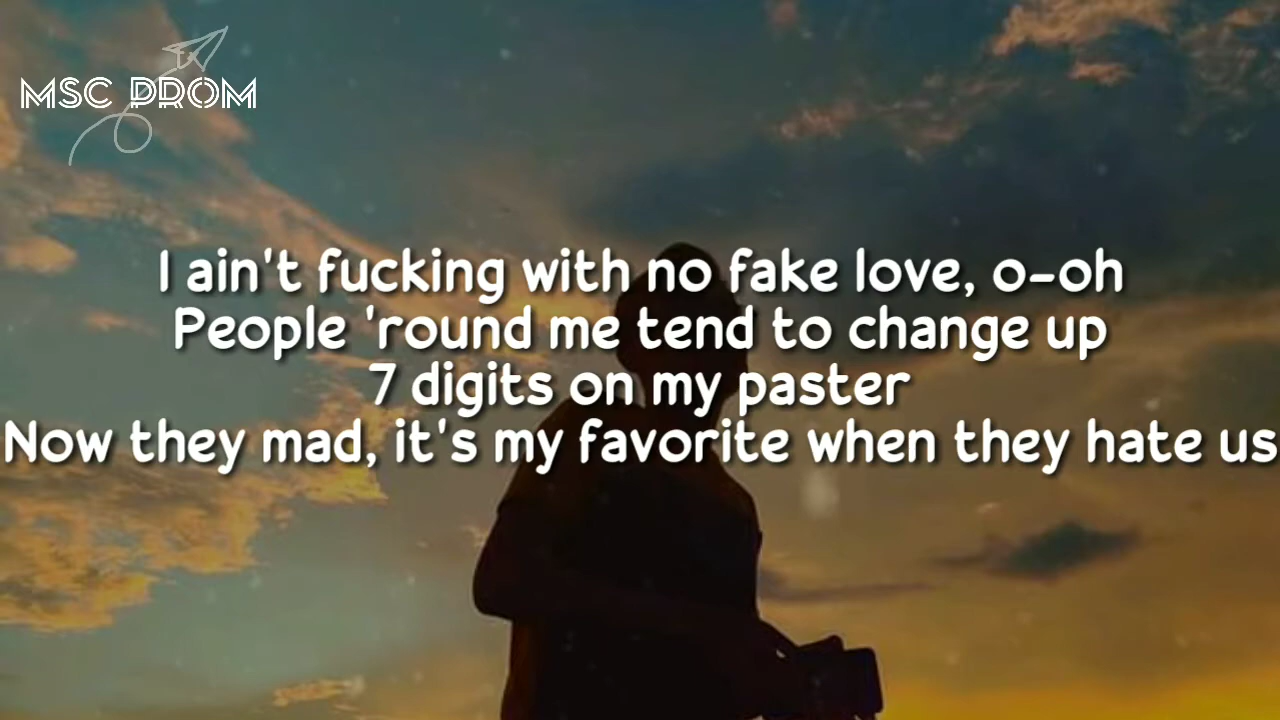 MSC PROM
I ain't fucking with no fake love, o-oh
People 'round me tend to change up
7 digits on my paster
Now they mad, it's my favorite when they hate us